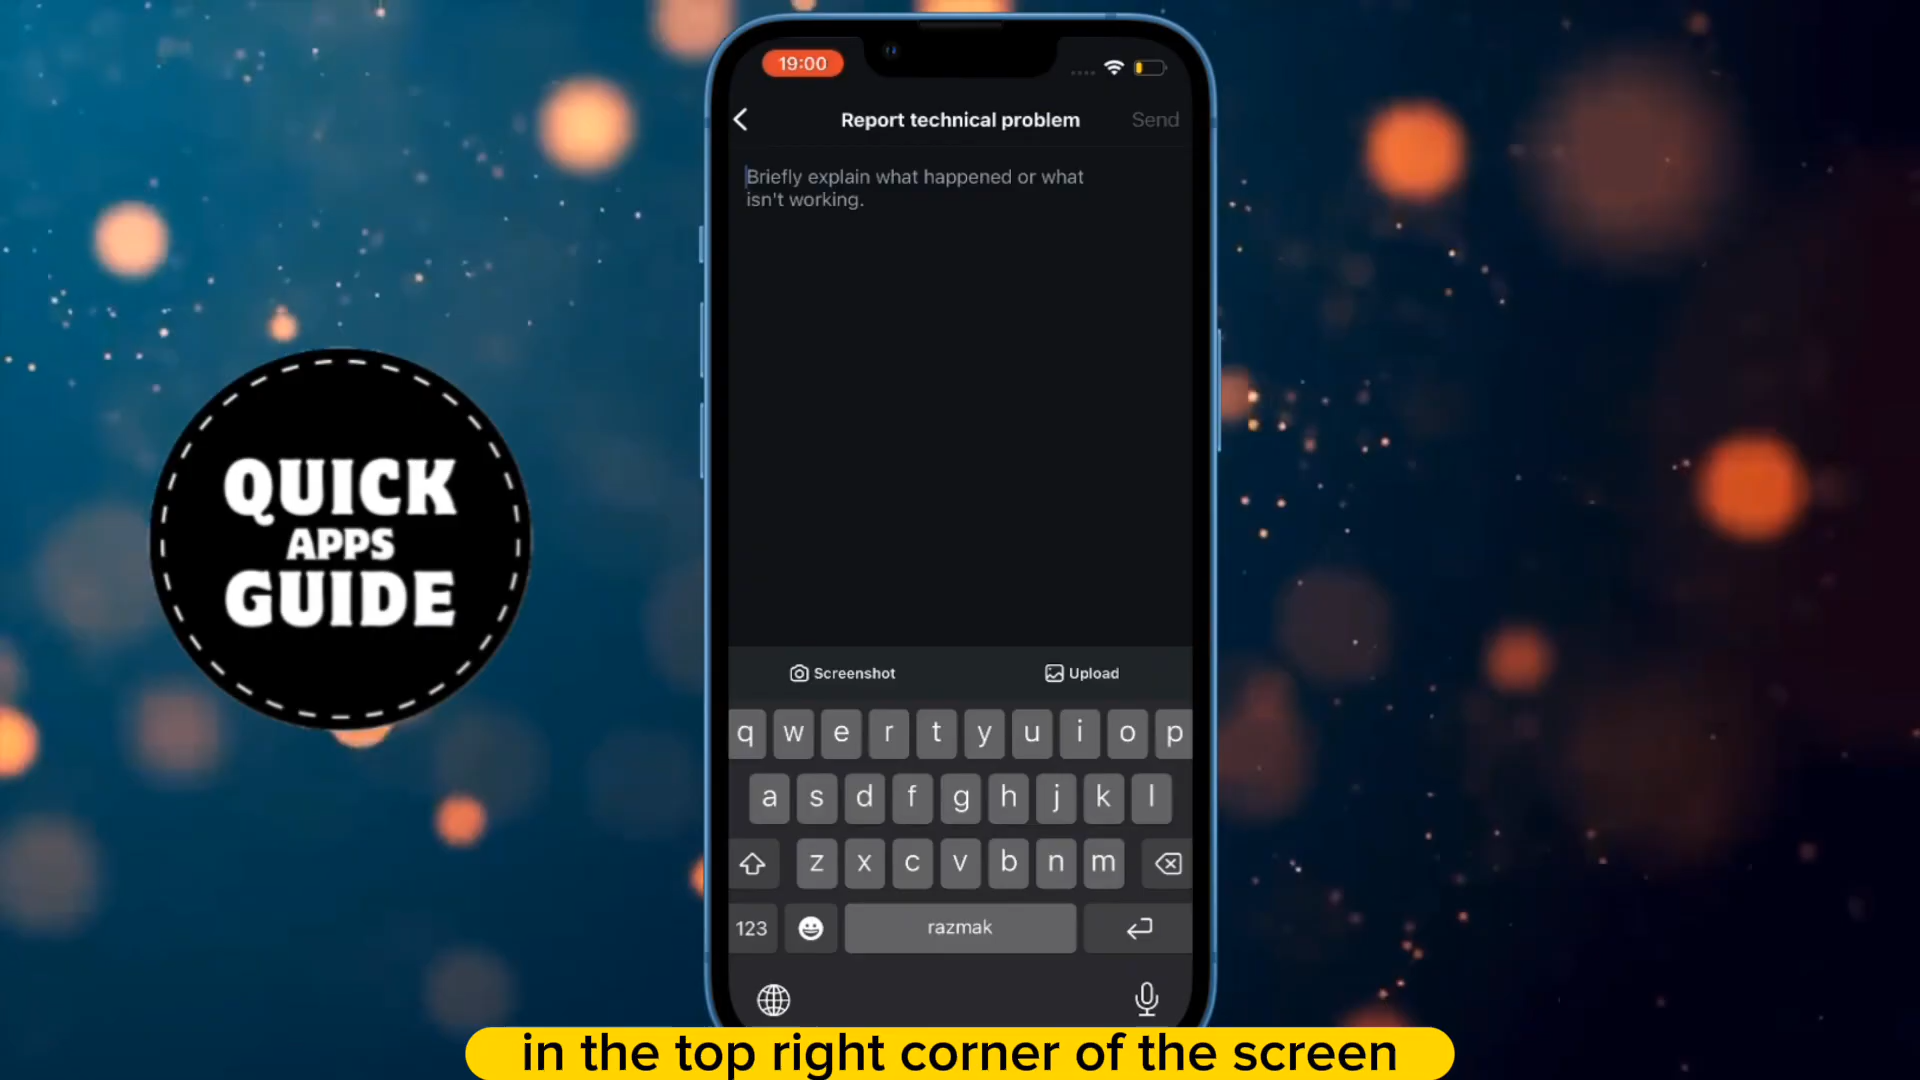 19:00
Report technical problem
Send
Briefly explain what happened or what
isn't working.
QUICK
APPS
GUIDE
Screenshot
Upload
q w e r t y u i o p
a s d f g h j k l
z x c v b n m
123
razmak
in the top right corner of the screen